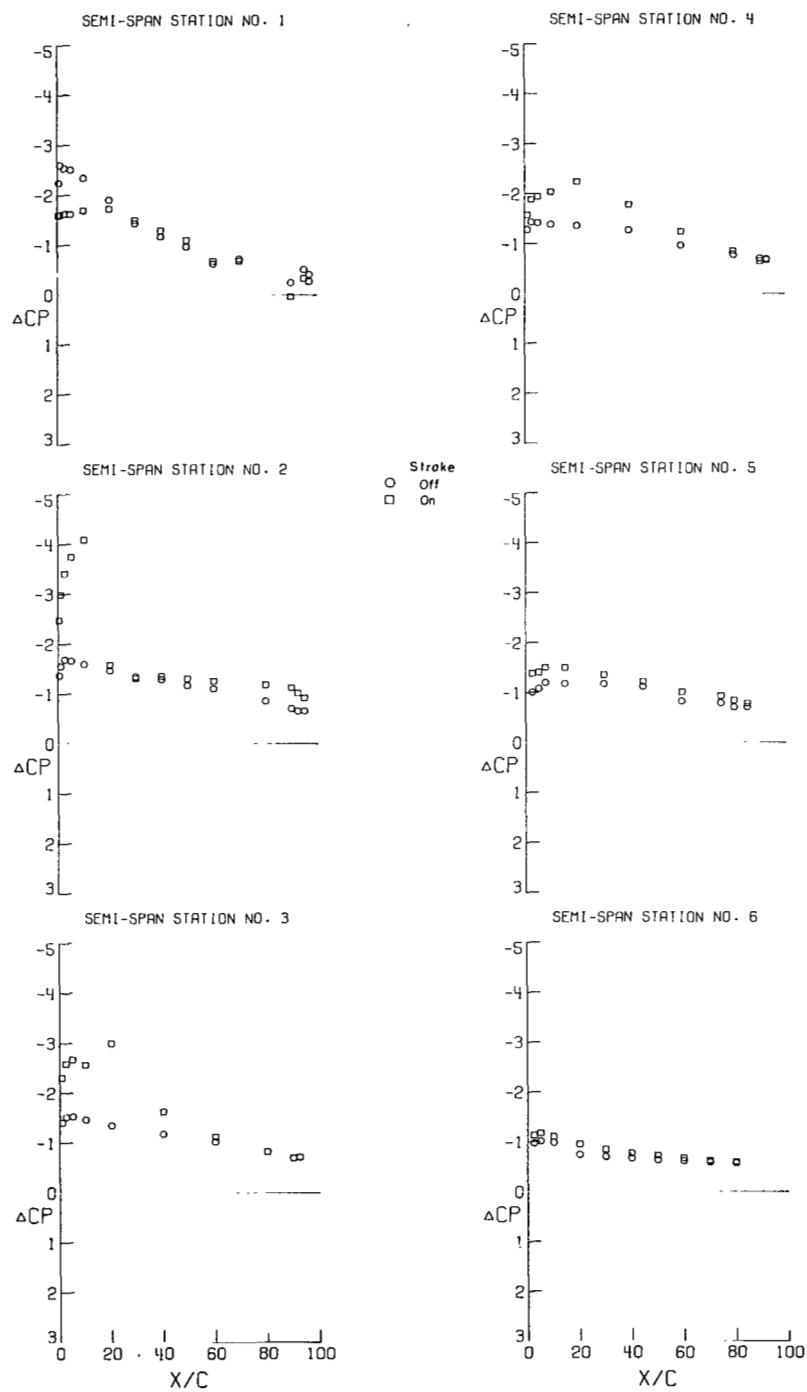 SEMI-SPAN STATION NO. 1
-5
-4
-3
-2
-1
0
ΔCP
1
2
3
SEMI-SPAN STATION NO. 4
-5
-4
-3
-2
-1
0
ΔCP
1
2
3
SEMI-SPAN STATION NO. 2
-5
-4
-3
-2
-1
0
ΔCP
1
2
3
Strake
Off
On
SEMI-SPAN STATION NO. 5
-5
-4
-3
-2
-1
0
ΔCP
1
2
3
SEMI-SPAN STATION NO. 3
-5
-4
-3
-2
-1
0
ΔCP
1
2
3
0 20 40 60 80 100
X/C
SEMI-SPAN STATION NO. 6
-5
-4
-3
-2
-1
0
ΔCP
1
2
3
0 20 40 60 80 100
X/C